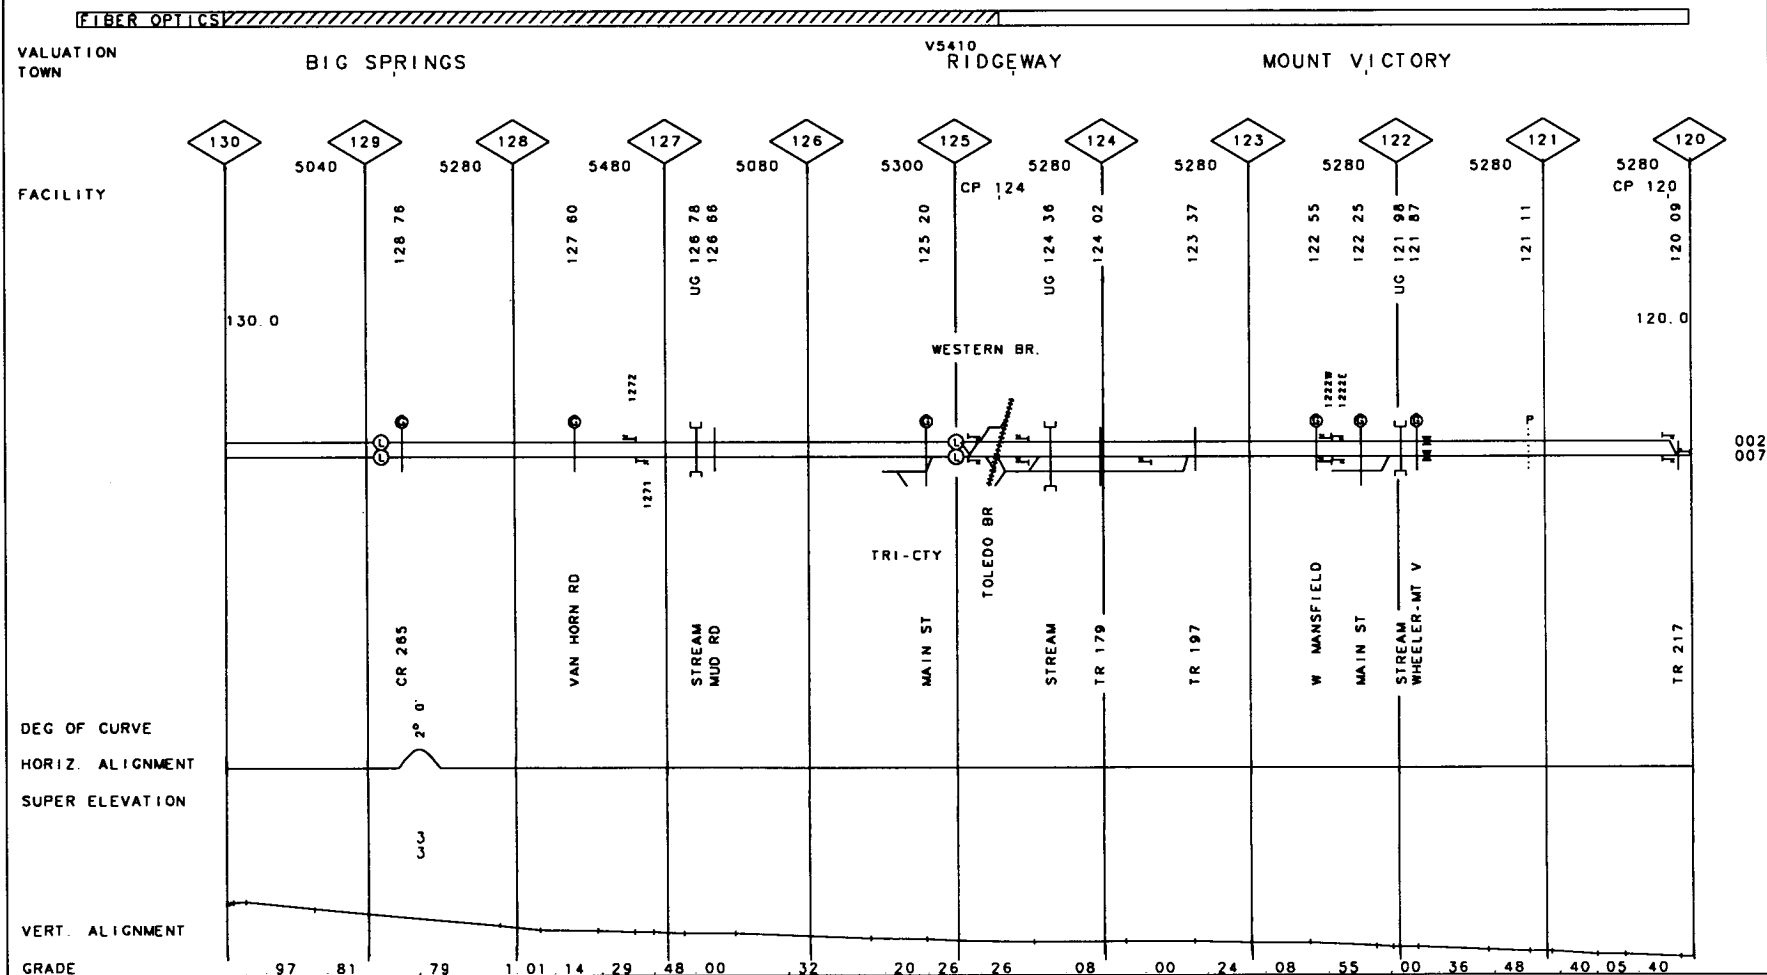 FIBER OPTICS
VALUATION V5410
TOWN BIG SPRINGS RIDGEWAY MOUNT VICTORY
130 129 128 127 126 125 124 123 122 121 120
5040 5280 5480 5080 5300 5280 5280 5280 5280 5280
FACILITY CP 124 CP 120
128 76
127 60
UG 126 78
126 66
125 20
UG 124 36
124 02
123 37
122 55
122 25
UG 121 98
121 87
121 11
120 09
130.0 120.0
WESTERN BR.
1272
1222W
1222E
P
G G G G G G
L L
L L
002
007
1271
TRI-CTY
TOLEDO BR
CR 265
VAN HORN RD
STREAM
MUD RD
MAIN ST
STREAM
TR 179
TR 197
W MANSFIELD
MAIN ST
STREAM
WHEELER-MT V
TR 217
DEG OF CURVE 2° 0'
HORIZ. ALIGNMENT
SUPER ELEVATION
3
3
VERT. ALIGNMENT
GRADE .97 .81 .79 1.01 .14 .29 .48 .00 .32 .20 .26 .26 .08 .00 .24 .08 .55 .00 .36 .48 .40 .05 .40